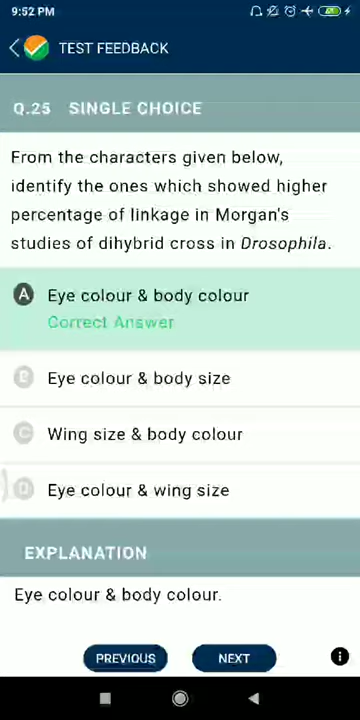 9:52 PM
TEST FEEDBACK
Q.25 SINGLE CHOICE
From the characters given below,
identify the ones which showed higher
percentage of linkage in Morgan's
studies of dihybrid cross in Drosophila.
A Eye colour & body colour
Correct Answer
B Eye colour & body size
C Wing size & body colour
D Eye colour & wing size
EXPLANATION
Eye colour & body colour.
PREVIOUS NEXT